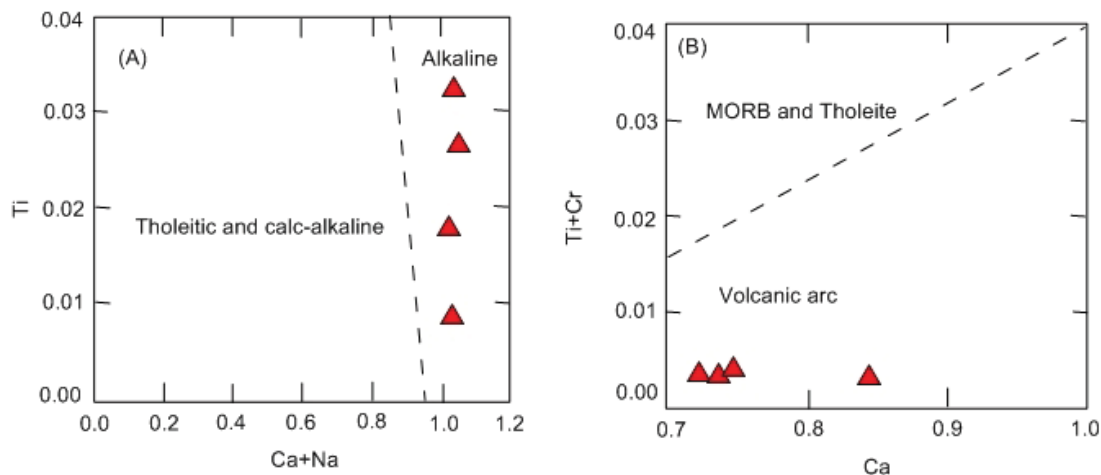 (A)
Alkaline
Tholeitic and calc-alkaline
Ti
0.04
0.03
0.02
0.01
0.00
0.0 0.2 0.4 0.6 0.8 1.0 1.2
Ca+Na
(B)
MORB and Tholeite
Volcanic arc
Ti+Cr
0.04
0.03
0.02
0.01
0.00
0.7 0.8 0.9 1.0
Ca